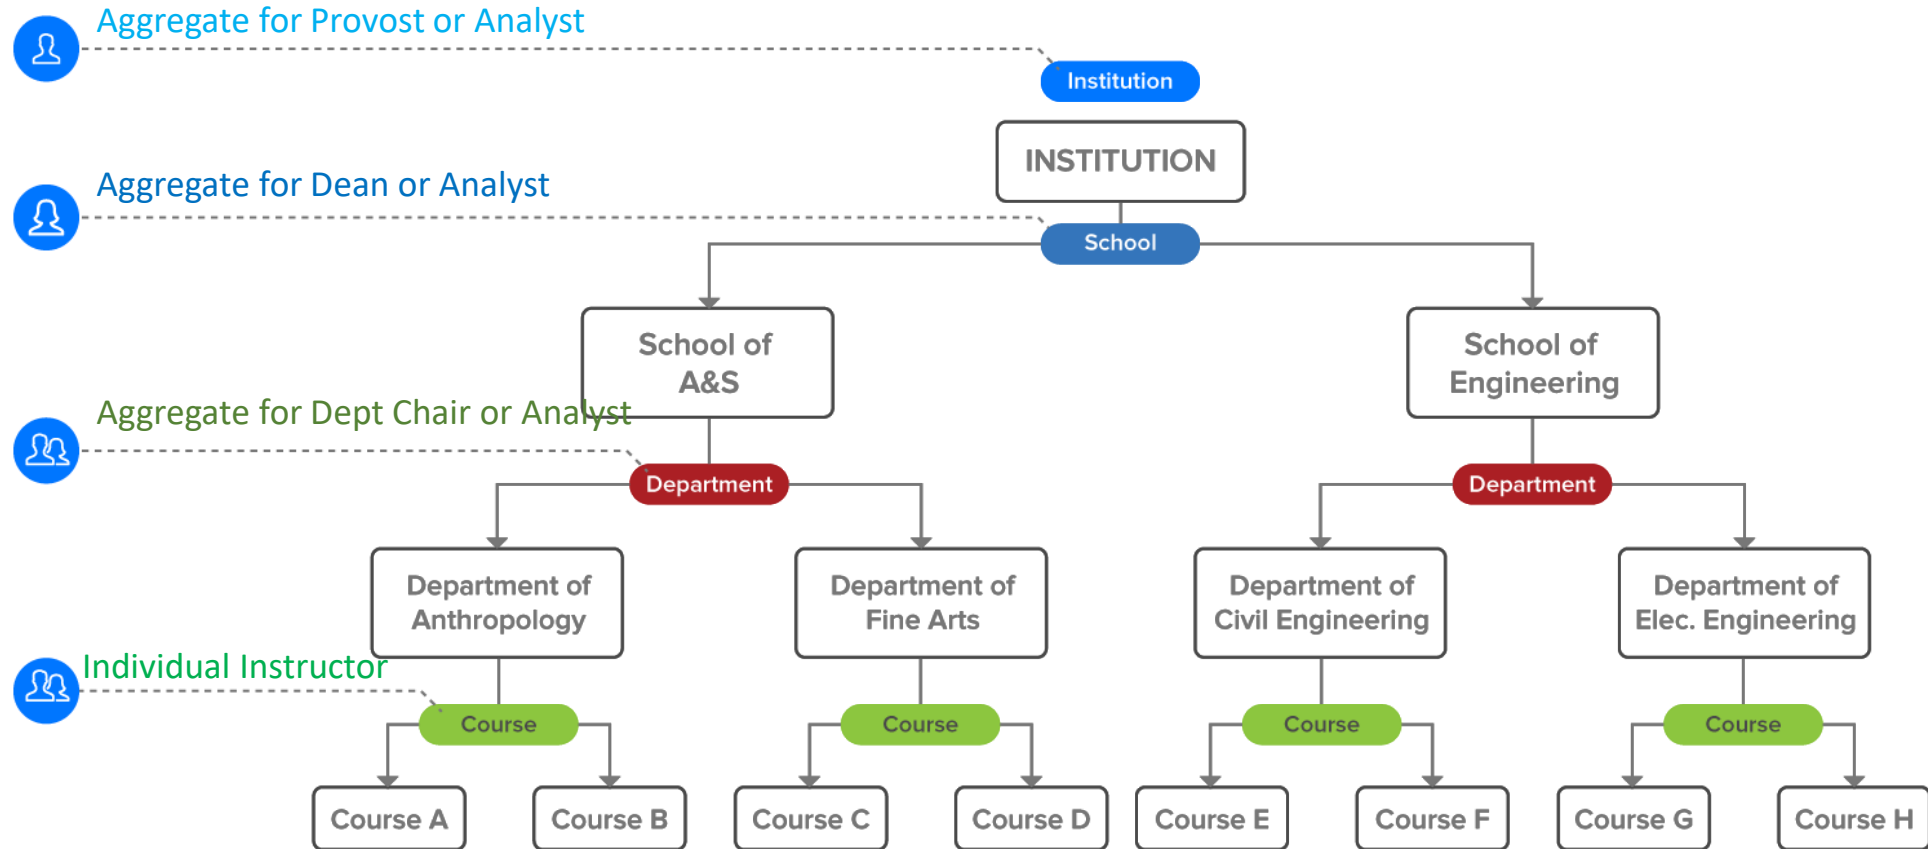 Aggregate for Provost or Analyst
Institution
INSTITUTION
Aggregate for Dean or Analyst
School
School of
A&S
School of
Engineering
Aggregate for Dept Chair or Analyst
Department
Department
Department of
Anthropology
Department of
Fine Arts
Department of
Civil Engineering
Department of
Elec. Engineering
Individual Instructor
Course
Course
Course
Course
Course A
Course B
Course C
Course D
Course E
Course F
Course G
Course H